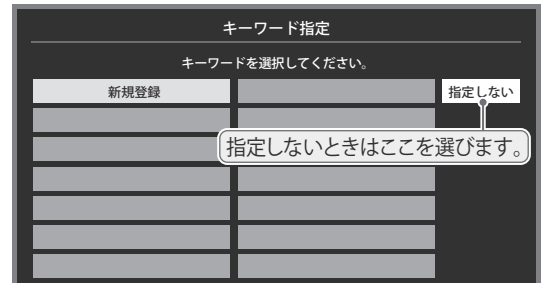 キーワード指定
キーワードを選択してください。
新規登録
指定しない
指定しないときはここを選びます。